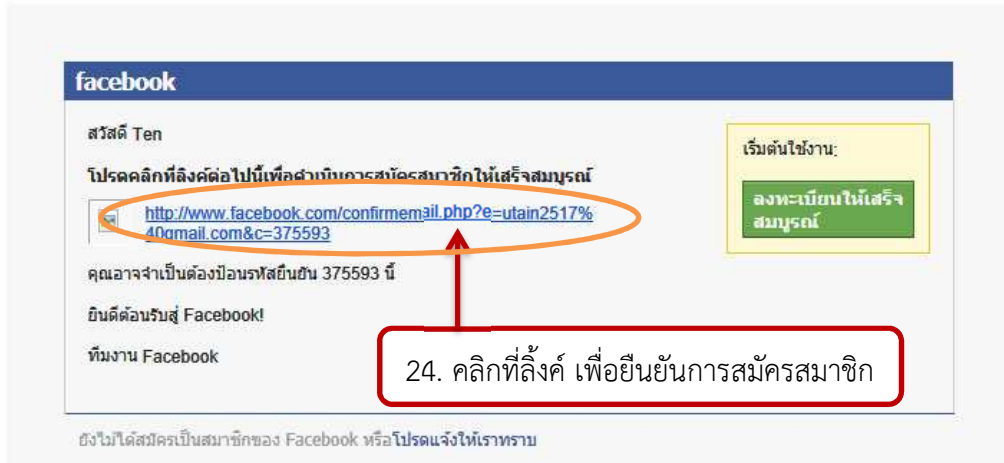 facebook
สวัสดี Ten
โปรดคลิกที่ลิงค์ต่อไปนี้เพื่อดำเนินการสมัครสมาชิกให้เสร็จสมบูรณ์
http://www.facebook.com/confirmemail.php?e=utain2517%
40gmail.com&c=375593
คุณอาจจำเป็นต้องป้อนรหัสยืนยัน 375593 นี้
ยินดีต้อนรับสู่ Facebook!
ทีมงาน Facebook
เริ่มต้นใช้งาน:
ลงทะเบียนให้เสร็จ
สมบูรณ์
24. คลิกที่ลิ้งค์ เพื่อยืนยันการสมัครสมาชิก
ยังไม่ได้สมัครเป็นสมาชิกของ Facebook หรือโปรดแจ้งให้เราทราบ